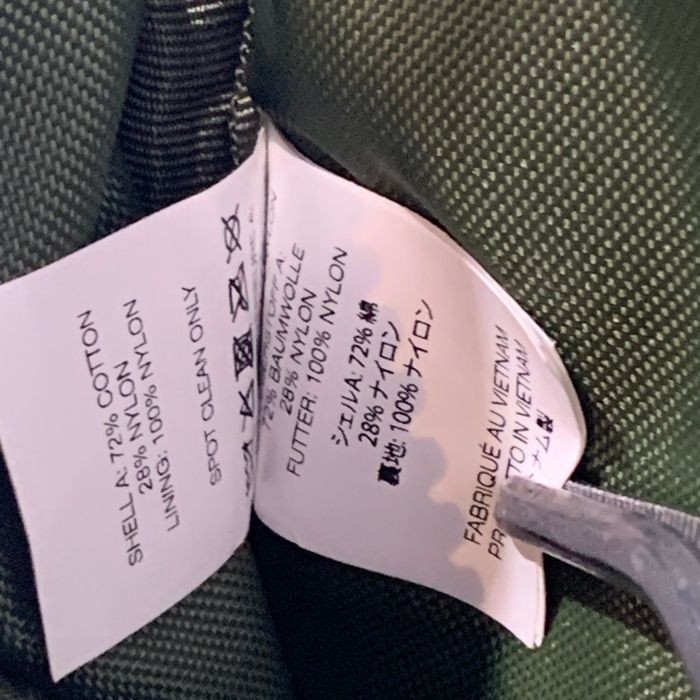 SHELL A: 72% COTTON
28% NYLON
LINING: 100% NYLON
SPOT CLEAN ONLY
72% BAUMWOLLE
28% NYLON
FUTTER: 100% NYLON
シェルA: 72% 綿
28% ナイロン
裏地: 100% ナイロン
FABRIQUÉ AU VIETNAM
IN VIETNAM